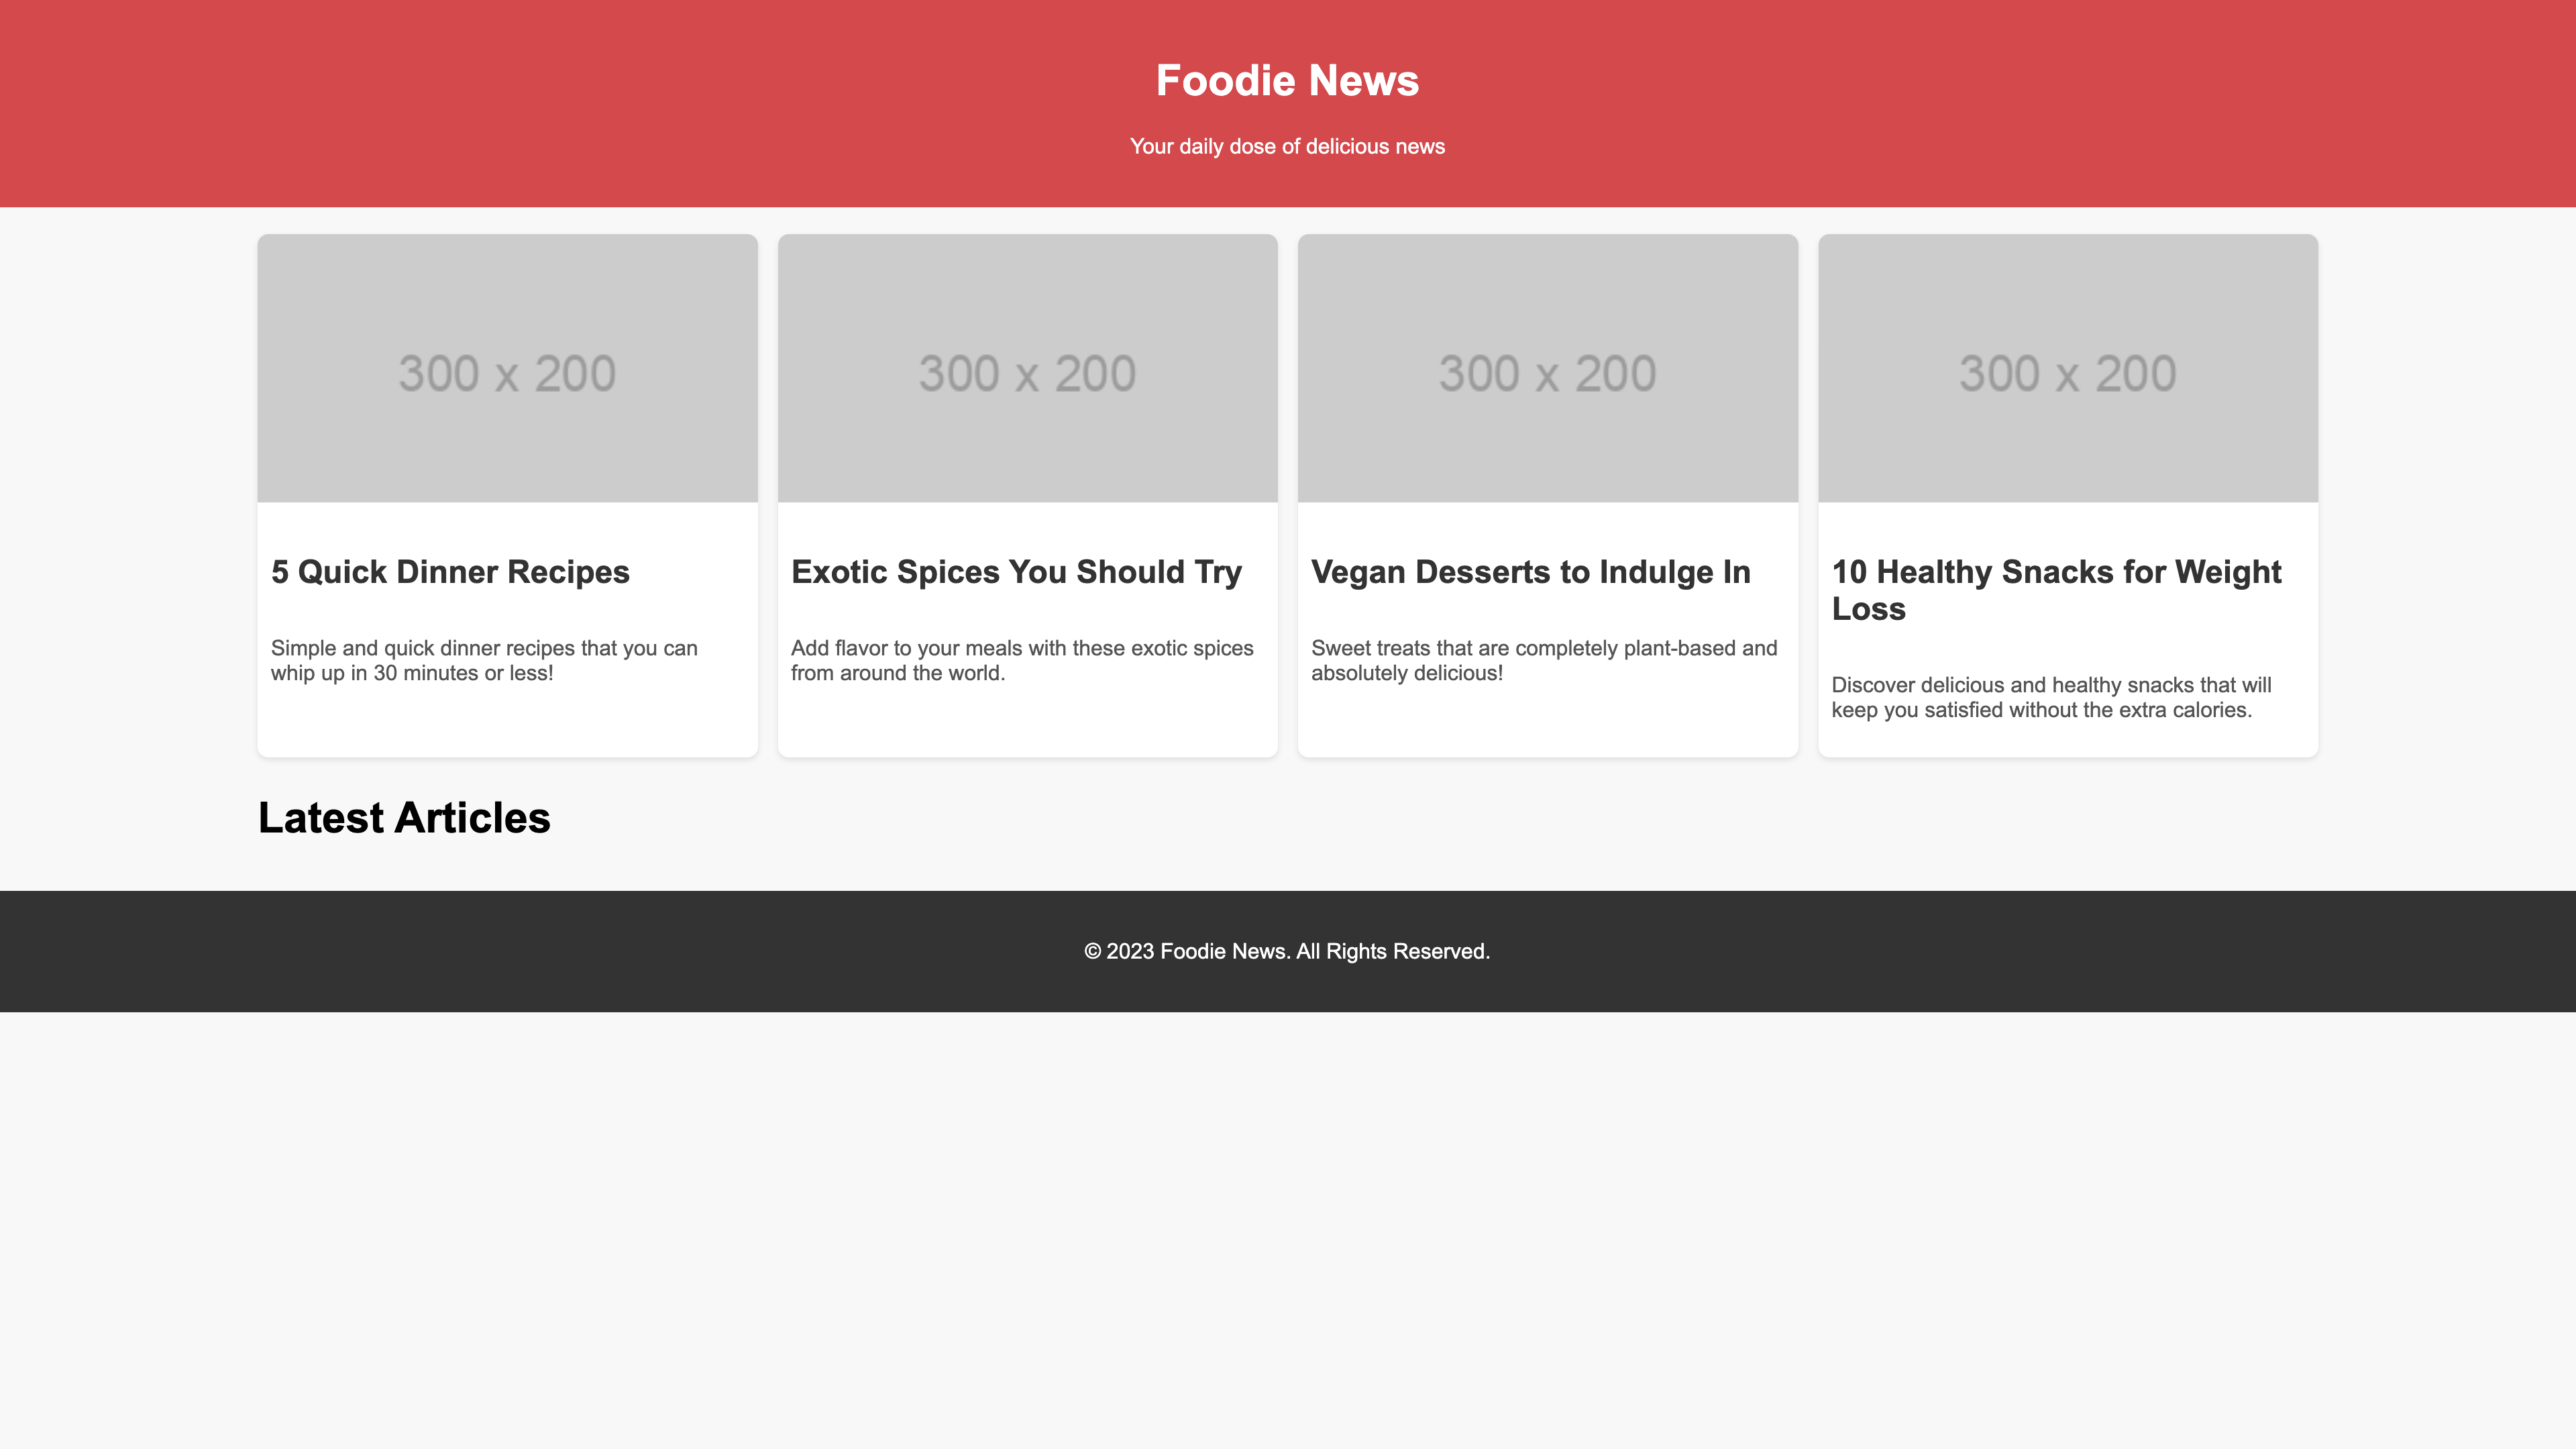 Foodie News
Your daily dose of delicious news
300 x 200
300 x 200
300 x 200
300 x 200
5 Quick Dinner Recipes
Simple and quick dinner recipes that you can
whip up in 30 minutes or less!
Exotic Spices You Should Try
Add flavor to your meals with these exotic spices
from around the world.
Vegan Desserts to Indulge In
Sweet treats that are completely plant-based and
absolutely delicious!
10 Healthy Snacks for Weight
Loss
Discover delicious and healthy snacks that will
keep you satisfied without the extra calories.
Latest Articles
© 2023 Foodie News. All Rights Reserved.